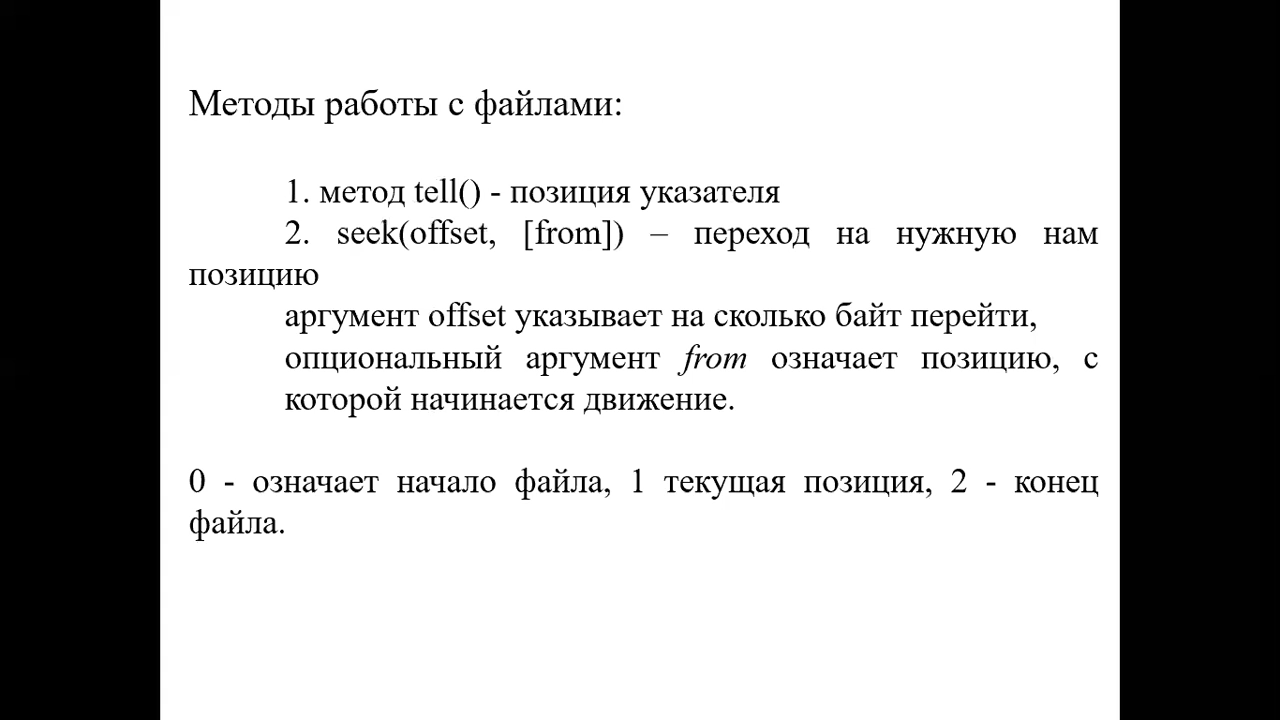 Методы работы с файлами:
1. метод tell() - позиция указателя
2. seek(offset, [from]) – переход на нужную нам
позицию
аргумент offset указывает на сколько байт перейти,
опциональный аргумент from означает позицию, с
которой начинается движение.
0 - означает начало файла, 1 текущая позиция, 2 - конец
файла.